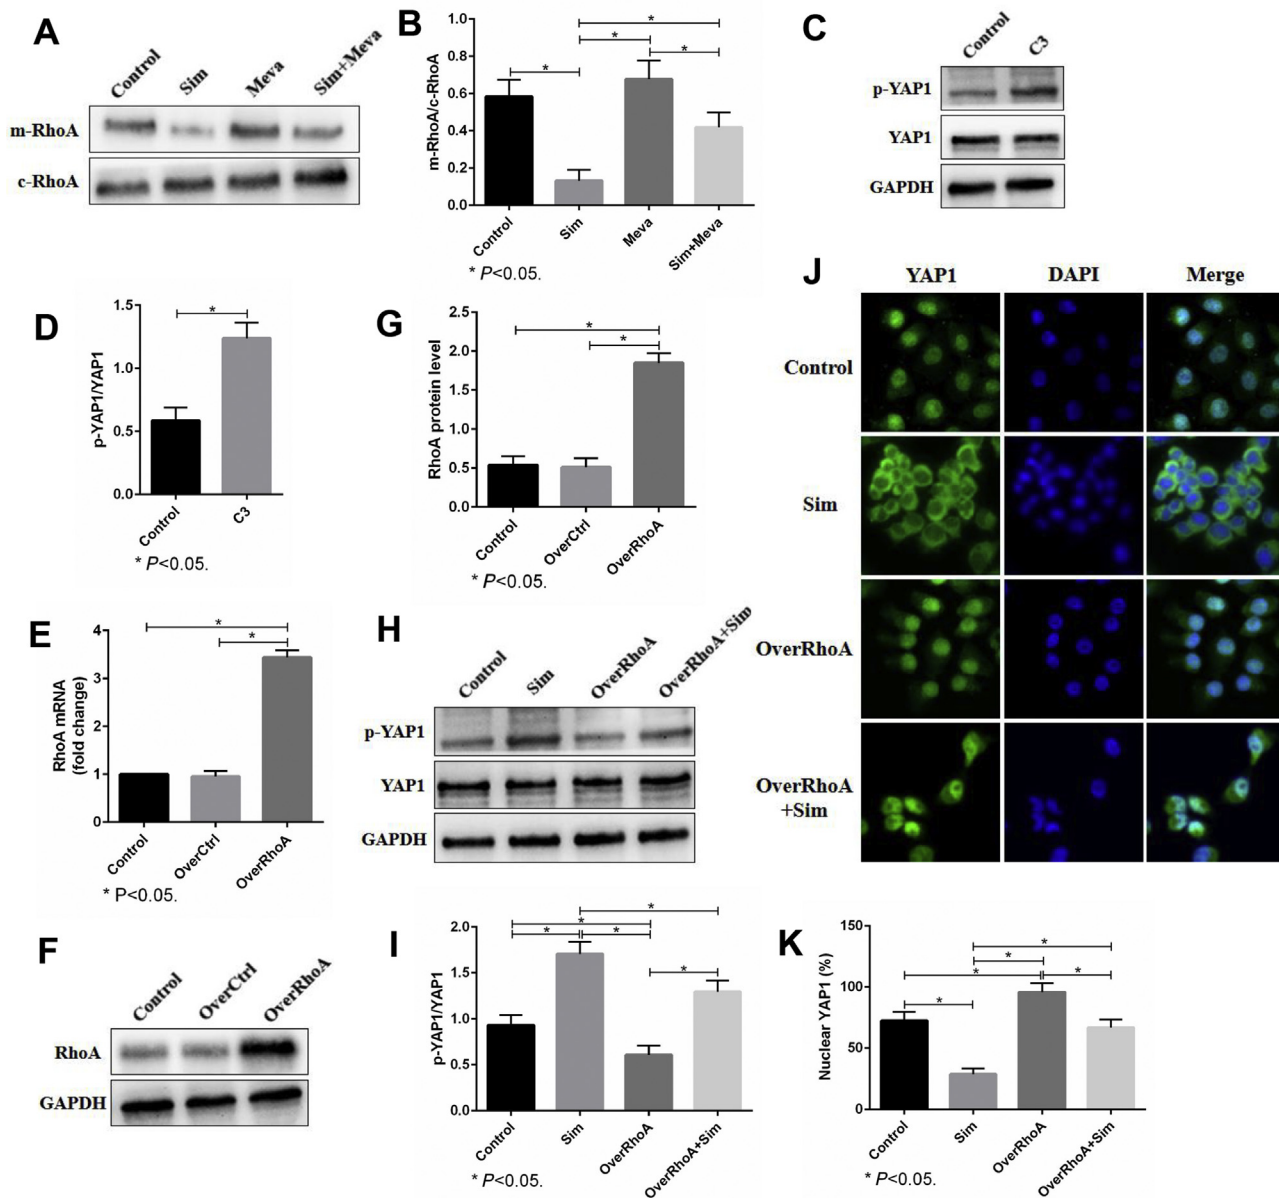 A
Control
Sim
Meva
Sim+Meva
m-RhoA
c-RhoA
B
m-RhoA/c-RhoA
1.0
0.8
0.6
0.4
0.2
0.0
*
*
*
*
Control
Sim
Meva
Sim+Meva
* P<0.05.
C
Control
C3
p-YAP1
YAP1
GAPDH
D
p-YAP1/YAP1
1.5
1.0
0.5
0.0
*
Control
C3
* P<0.05.
G
RhoA protein level
2.5
2.0
1.5
1.0
0.5
0.0
*
*
Control
OverCtrl
OverRhoA
* P<0.05.
J
YAP1 DAPI Merge
Control
Sim
OverRhoA
OverRhoA
+Sim
E
RhoA mRNA
(fold change)
4
3
2
1
0
*
*
Control
OverCtrl
OverRhoA
* P<0.05.
H
Control
Sim
OverRhoA
OverRhoA+Sim
p-YAP1
YAP1
GAPDH
F
Control
OverCtrl
OverRhoA
RhoA
GAPDH
I
p-YAP1/YAP1
2.0
1.5
1.0
0.5
0.0
*
*
*
*
*
Control
Sim
OverRhoA
OverRhoA+Sim
* P<0.05.
K
Nuclear YAP1 (%)
150
100
50
0
*
*
*
*
*
Control
Sim
OverRhoA
OverRhoA+Sim
* P<0.05.